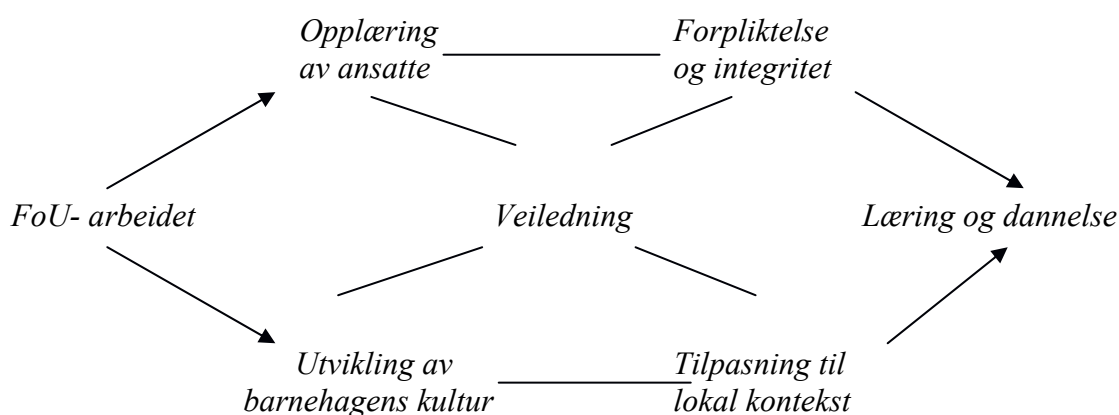 Opplæring
av ansatte
Forpliktelse
og integritet
FoU- arbeidet
Veiledning
Læring og dannelse
Utvikling av
barnehagens kultur
Tilpasning til
lokal kontekst